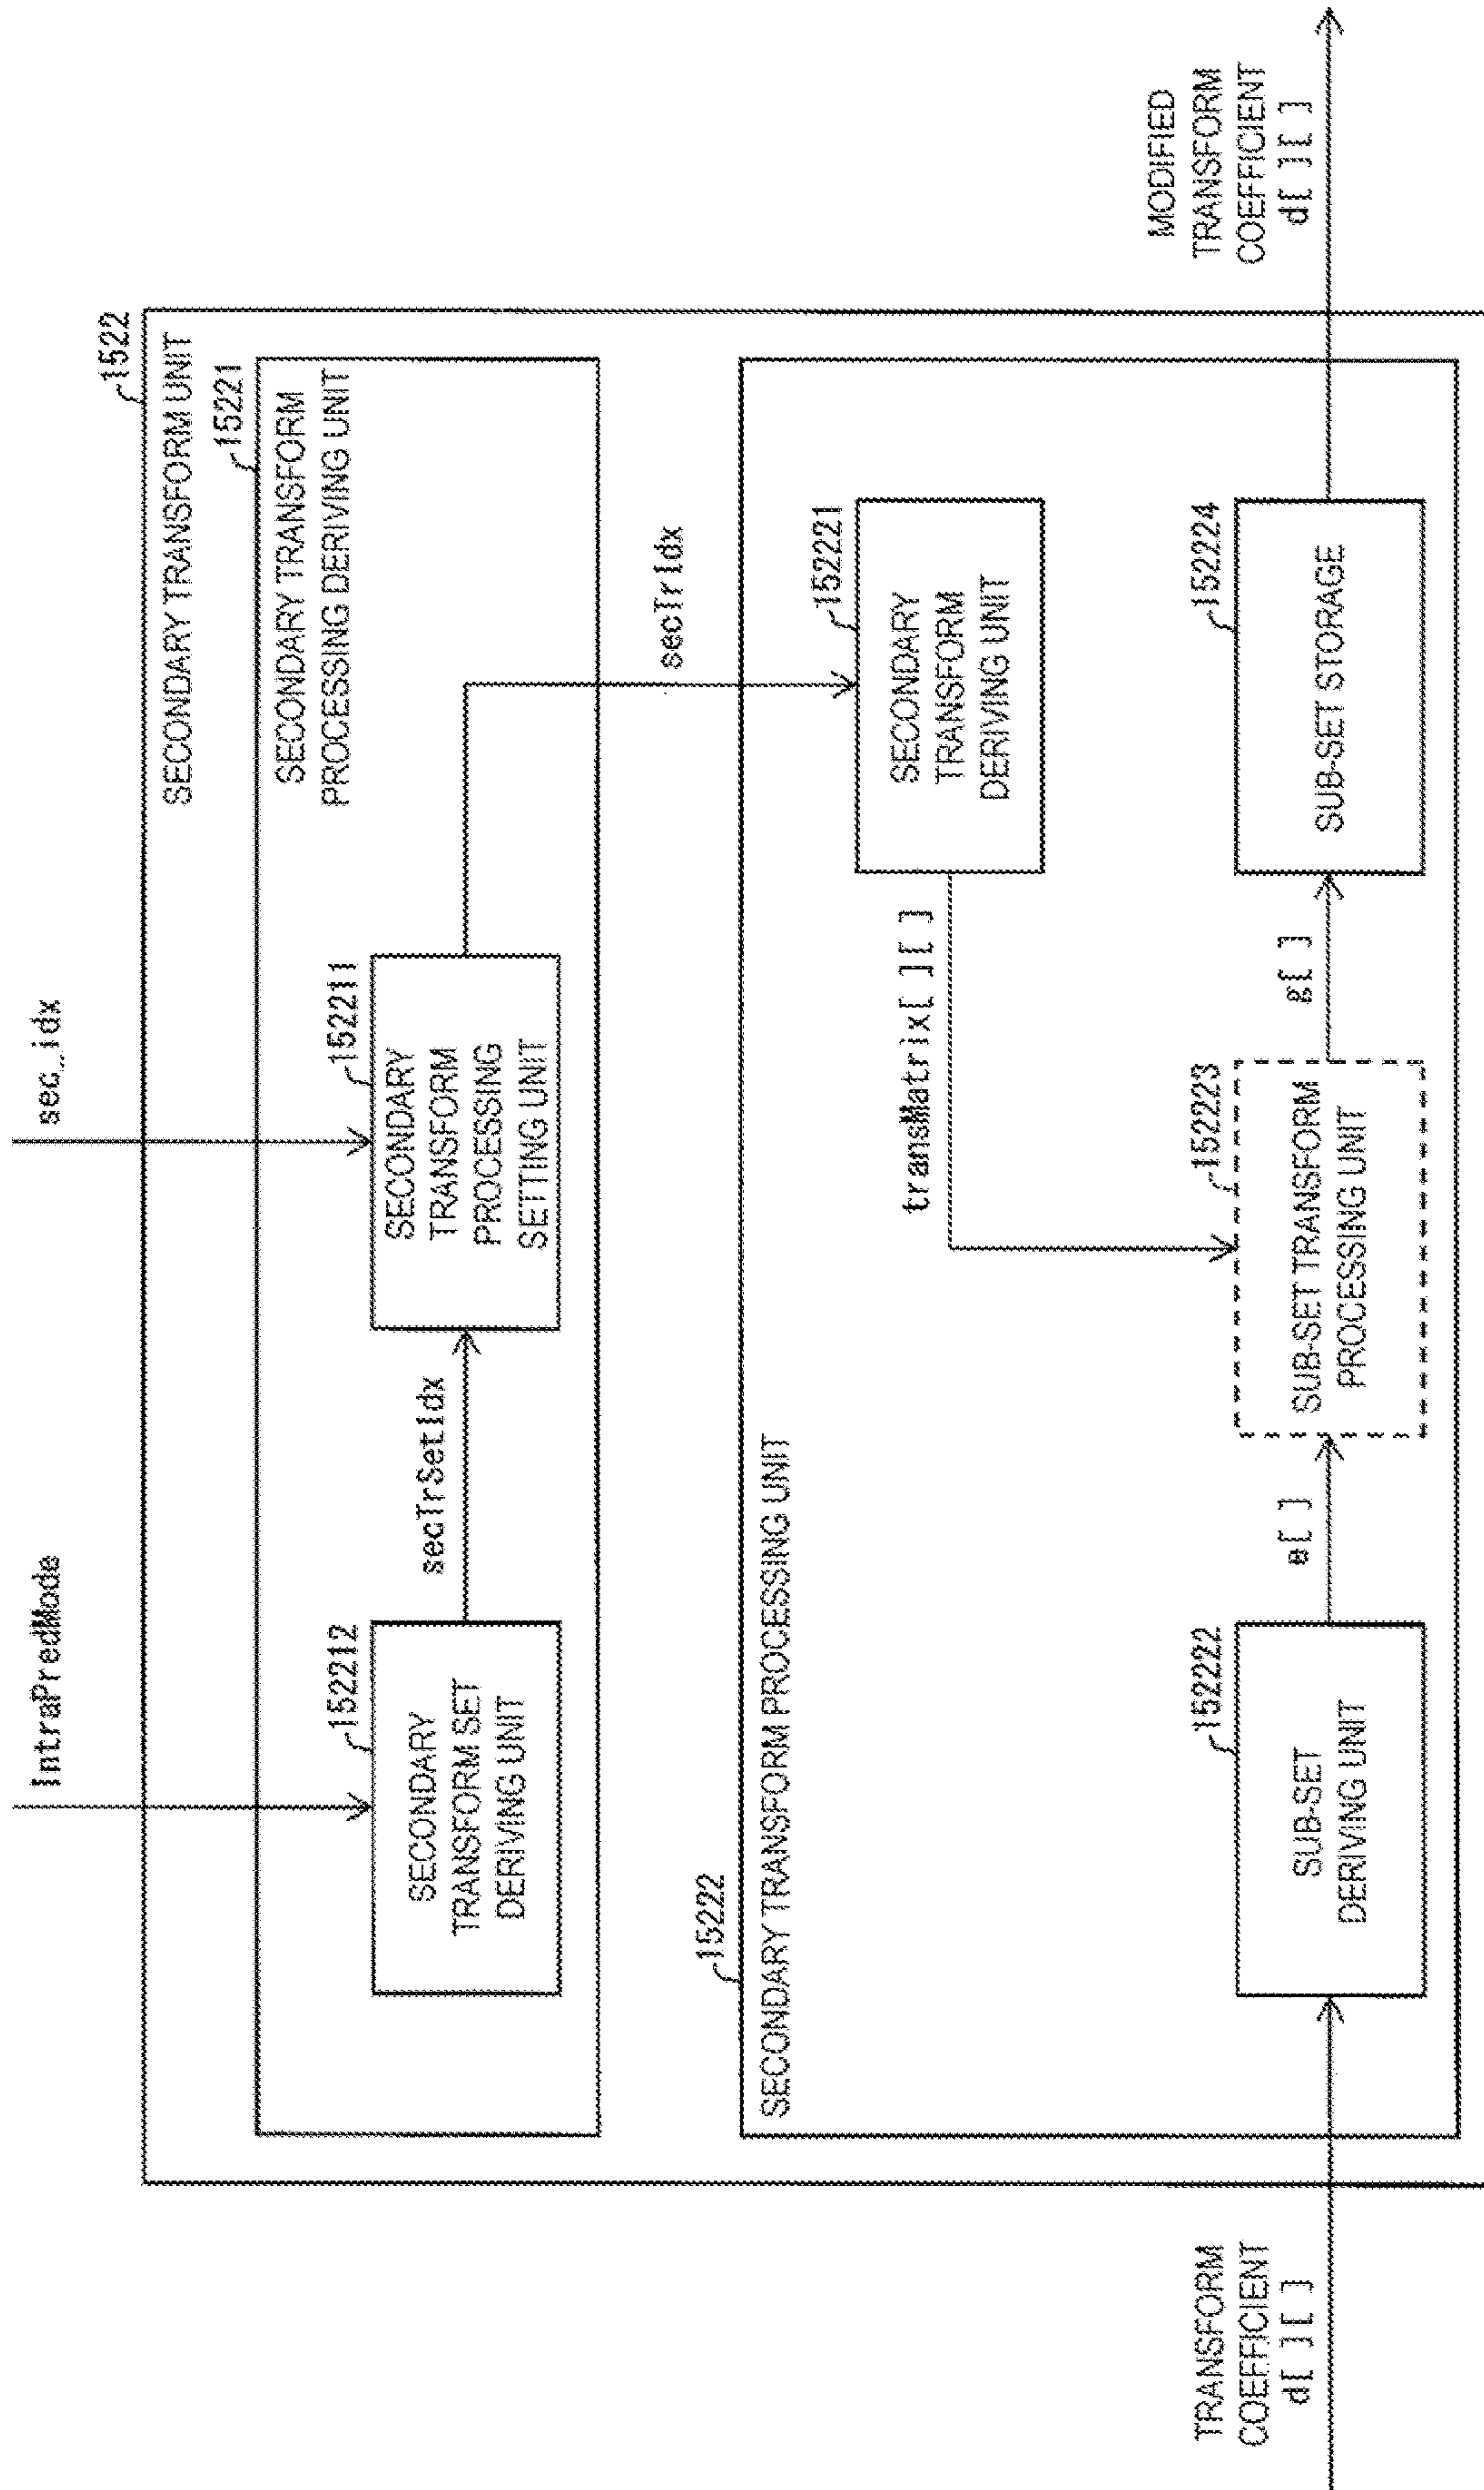 IntraPredMode
sec_idx
1522
SECONDARY TRANSFORM UNIT
15221
SECONDARY TRANSFORM
PROCESSING DERIVING UNIT
152212
SECONDARY
TRANSFORM SET
DERIVING UNIT
secTrSetIdx
152211
SECONDARY
TRANSFORM
PROCESSING
SETTING UNIT
secTrIdx
15222
SECONDARY TRANSFORM PROCESSING UNIT
152221
SECONDARY
TRANSFORM
DERIVING UNIT
transMatrix[ ][ ]
TRANSFORM
COEFFICIENT
d[ ][ ]
152222
SUB-SET
DERIVING UNIT
e[ ]
152223
SUB-SET TRANSFORM
PROCESSING UNIT
g[ ]
152224
SUB-SET STORAGE
MODIFIED
TRANSFORM
COEFFICIENT
d[ ][ ]